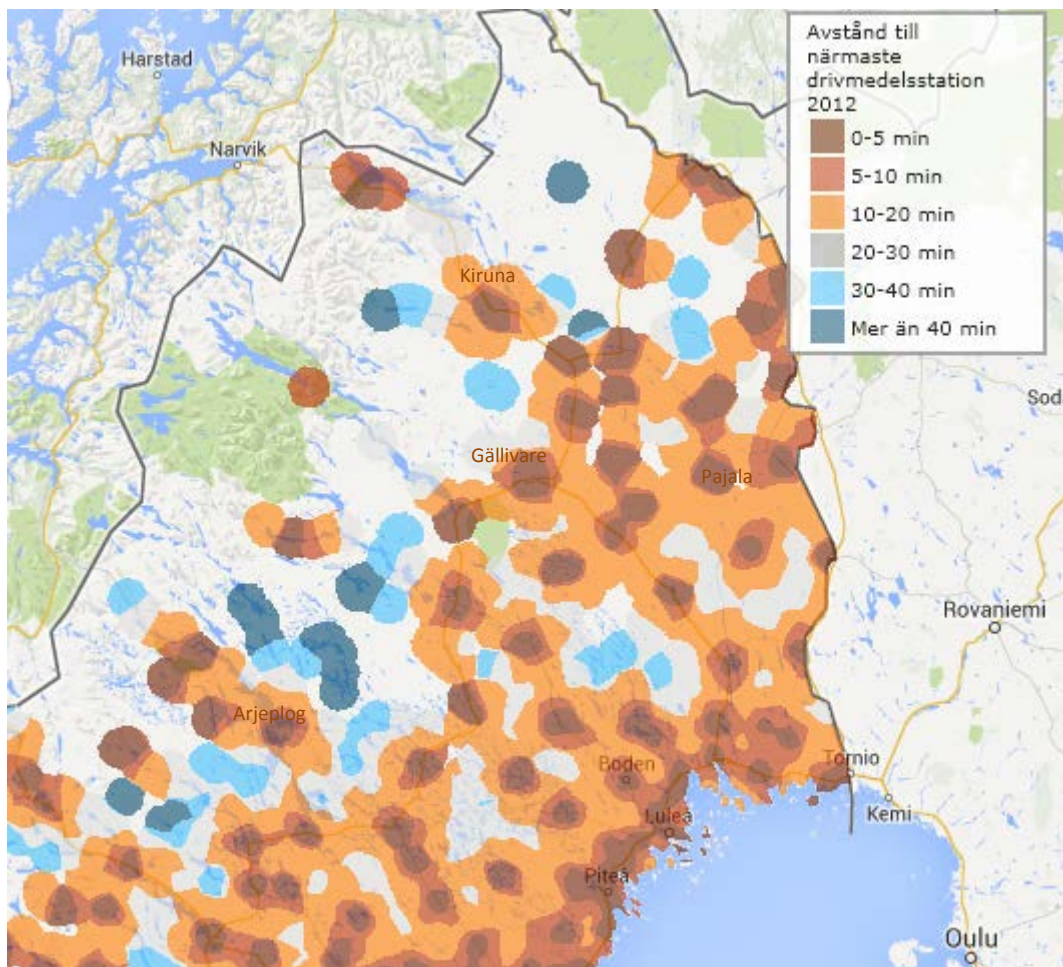 Avstånd till
närmaste
drivmedelsstation
2012
0-5 min
5-10 min
10-20 min
20-30 min
30-40 min
Mer än 40 min
Harstad
Narvik
Kiruna
Sod
Gällivare
Pajala
Rovaniemi
Arjeplog
Boden
Tornio
Luleå
Kemi
Piteå
Oulu